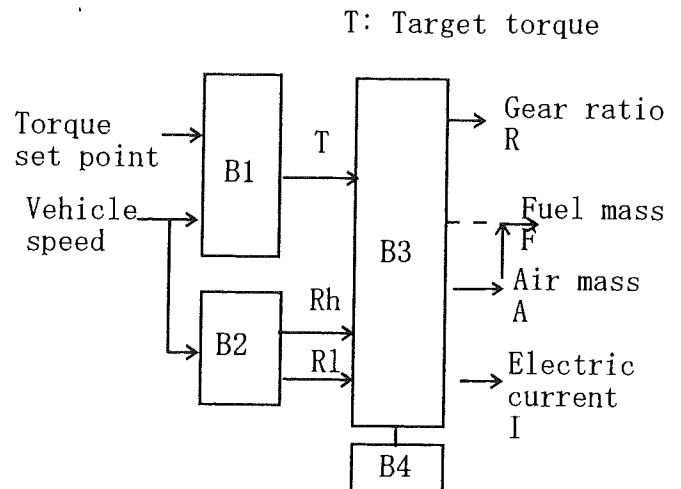 T: Target torque
Gear ratio
R
Torque
set point
T
B1
Vehicle
speed
Fuel mass
F
B3
Air mass
A
Rh
B2
Rl
Electric
current
I
B4